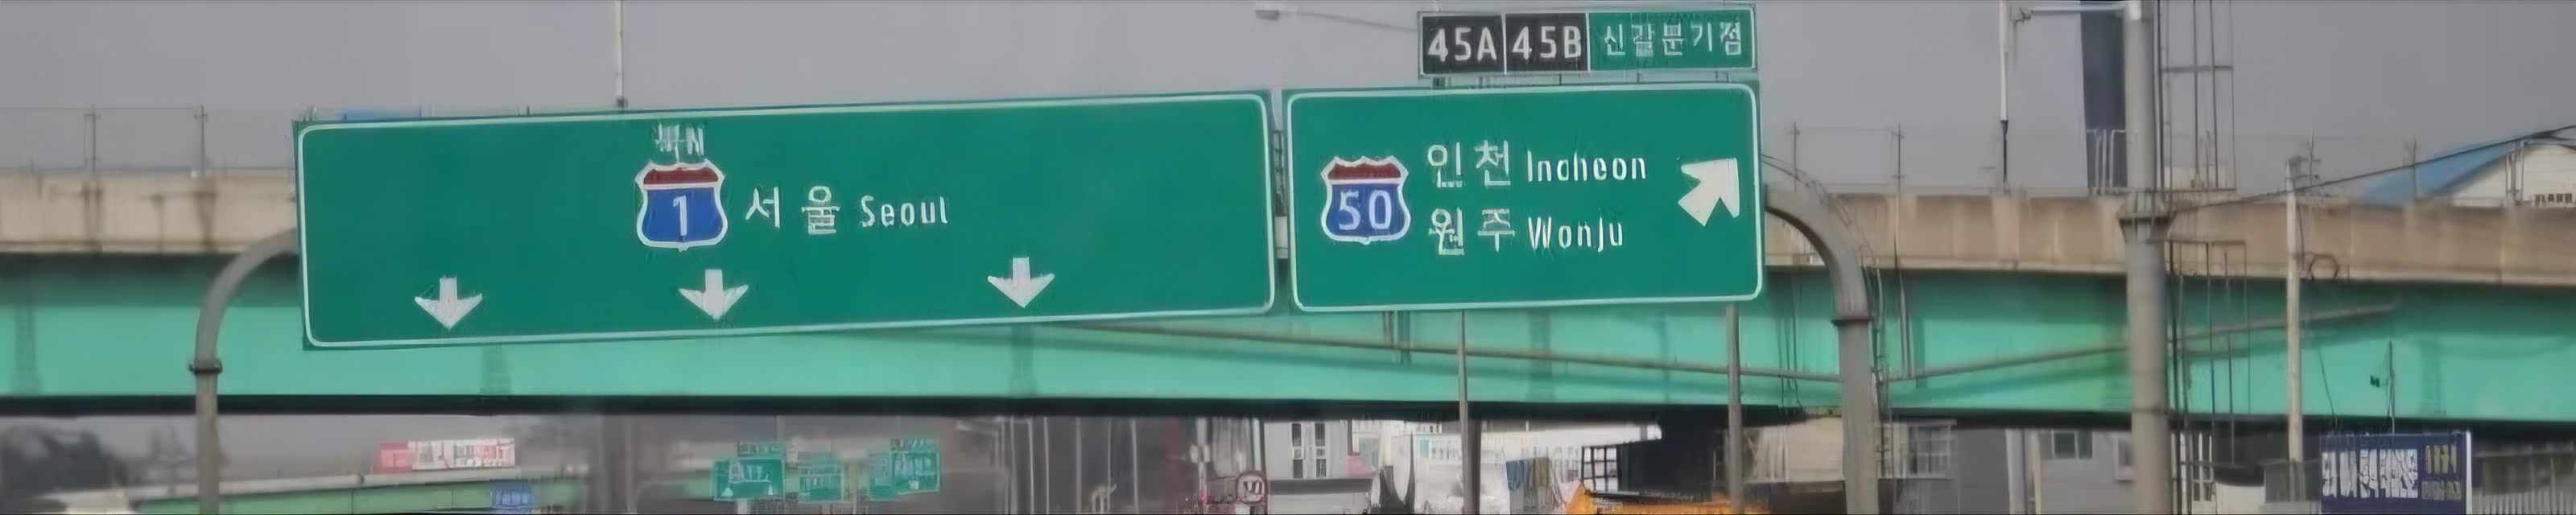 45A 45B 신갈분기점
1 서울 Seoul
50 인천 Incheon
원주 Wonju